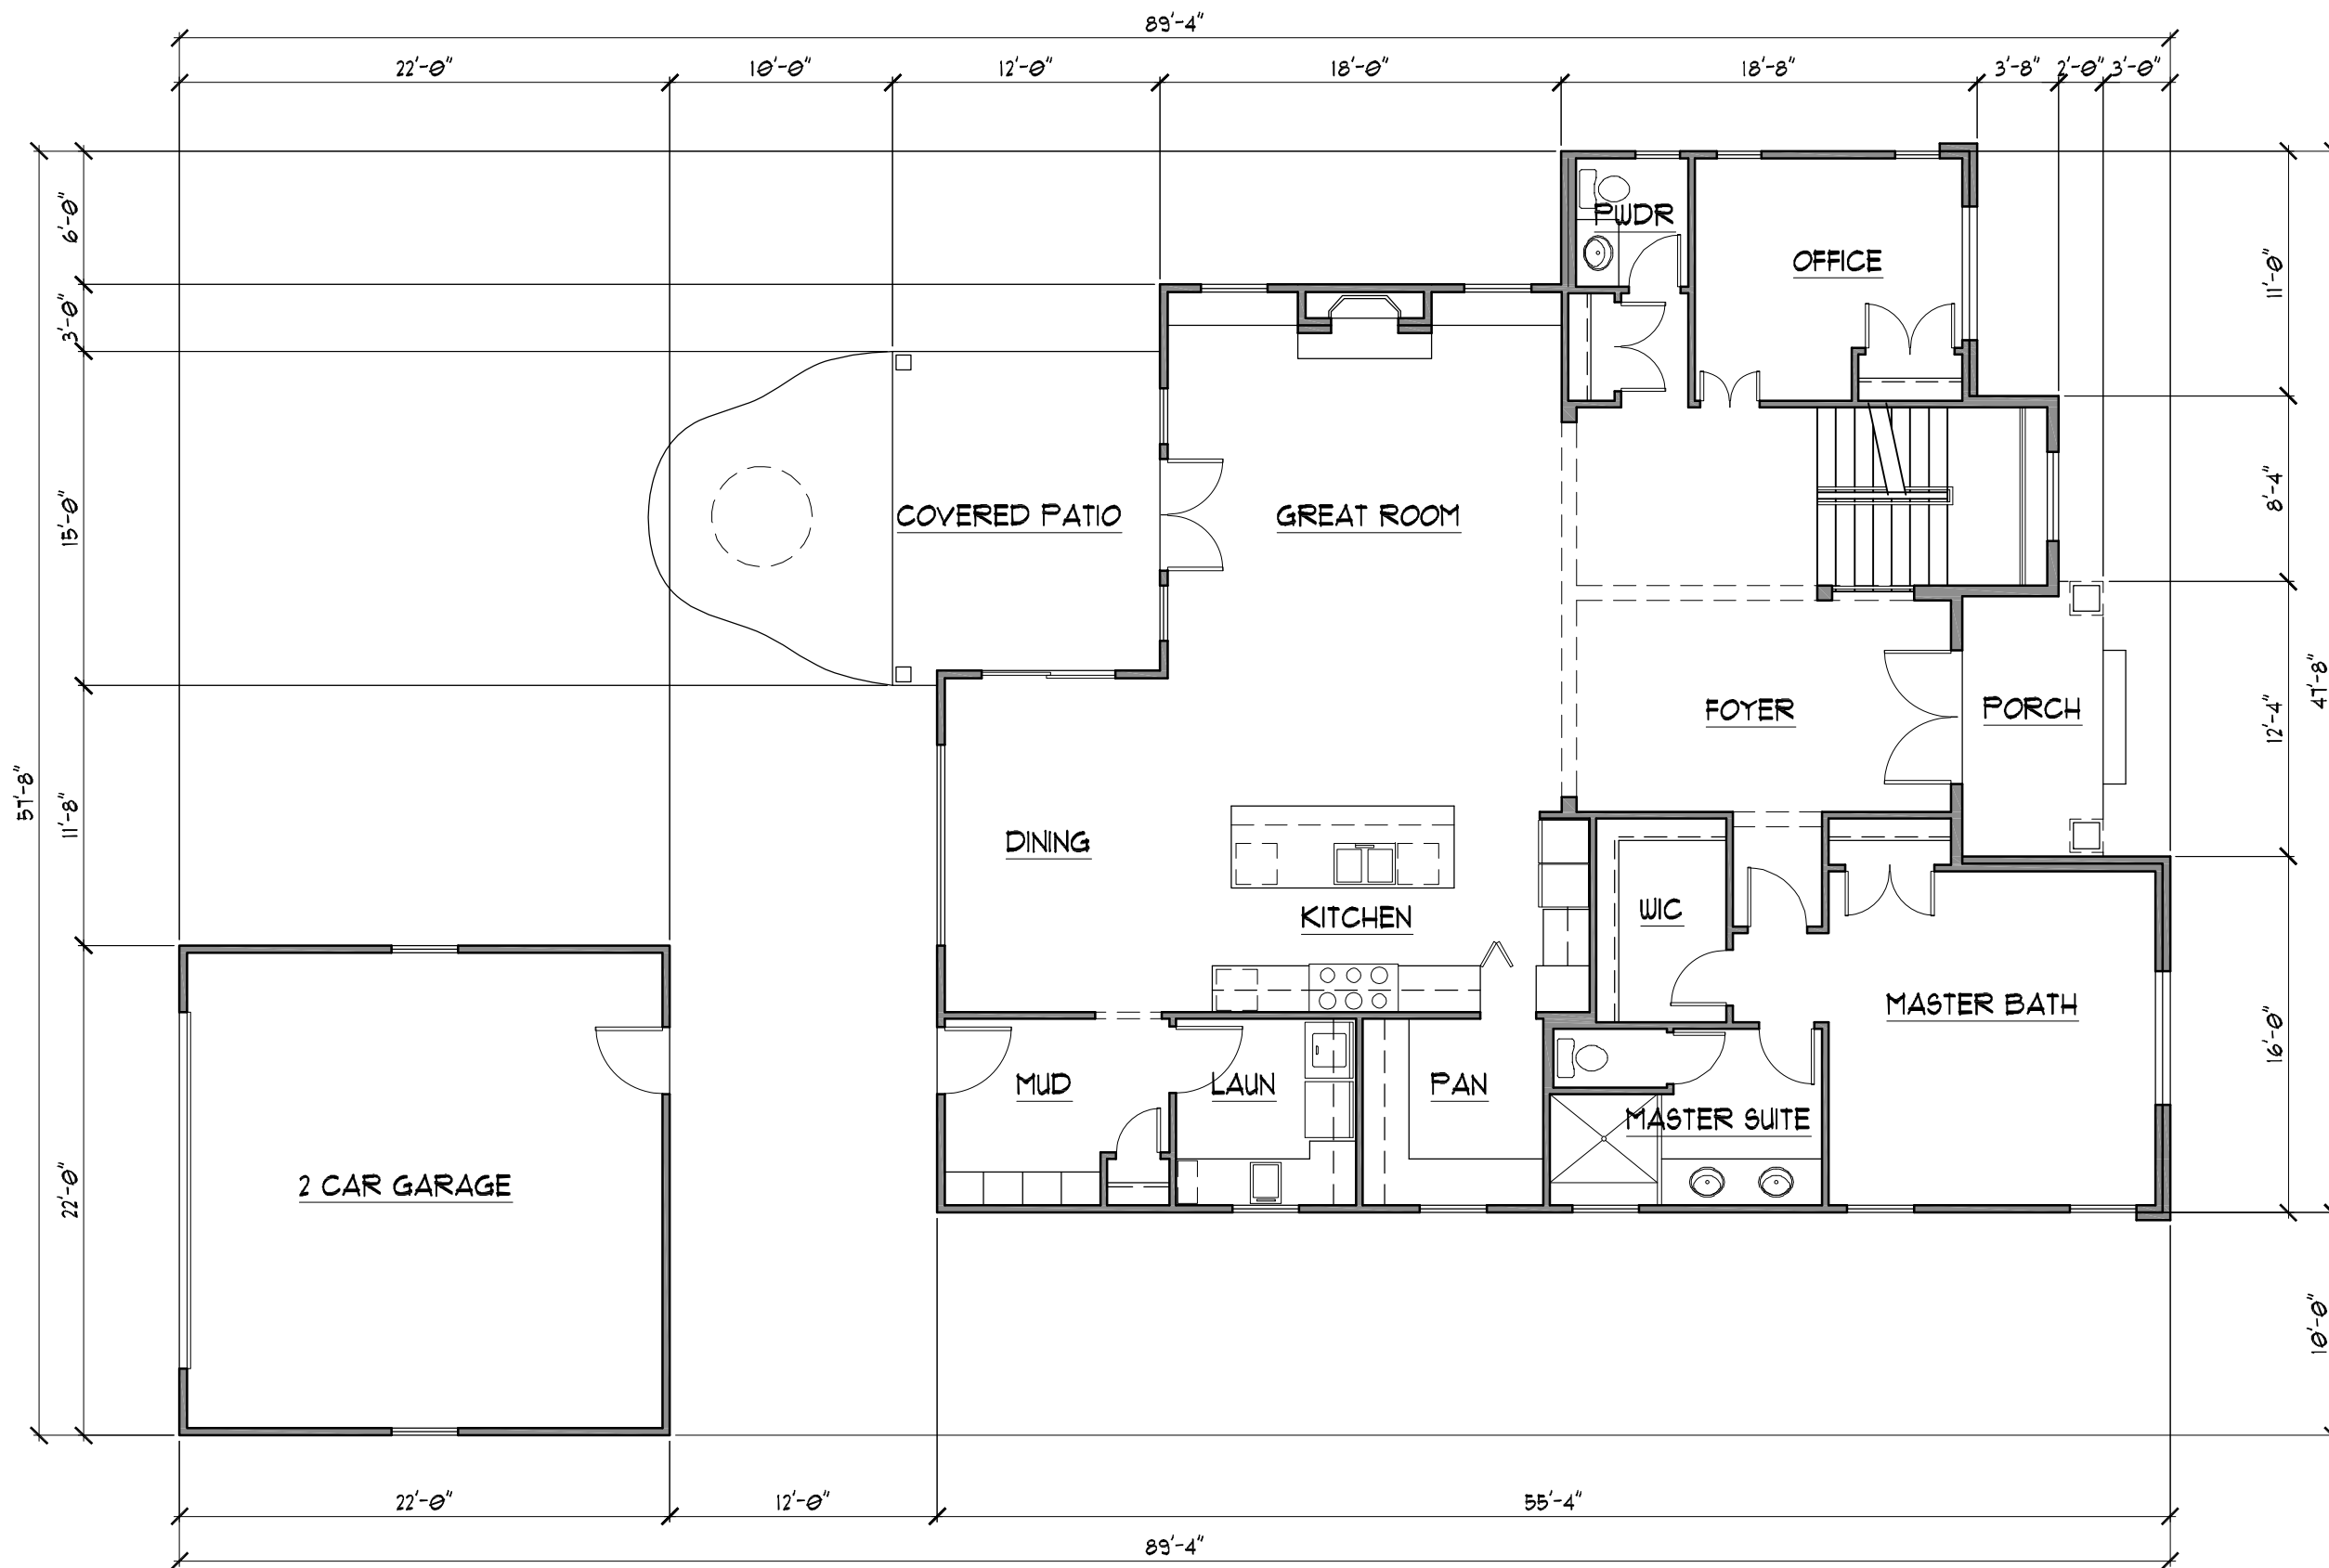 89'-4"
22'-0" 10'-0" 12'-0" 18'-0" 18'-8" 3'-8" 2'-0" 3'-0"
6'-0"
3'-0"
15'-0"
11'-8"
22'-0"
57'-8"
PWDR
OFFICE
COVERED PATIO
GREAT ROOM
FOYER
PORCH
DINING
KITCHEN
WIC
MASTER BATH
MUD
LAUN
PAN
MASTER SUITE
2 CAR GARAGE
11'-0"
8'-4"
12'-4"
16'-0"
47'-8"
10'-0"
22'-0" 12'-0" 55'-4"
89'-4"